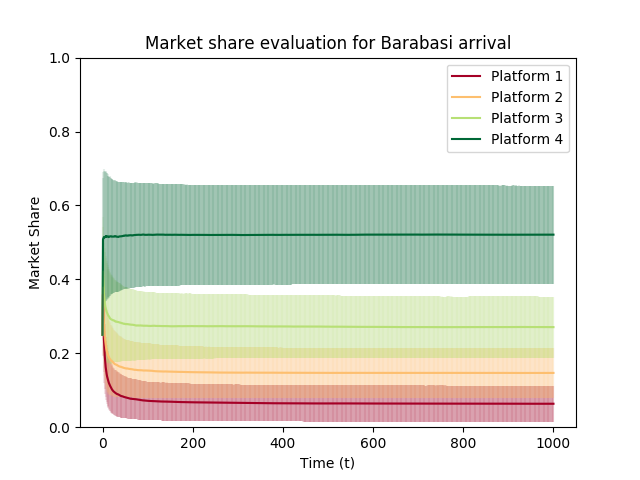 Market share evaluation for Barabasi arrival
Platform 1
Platform 2
Platform 3
Platform 4
1.0
0.8
0.6
0.4
0.2
0.0
Market Share
0
200
400
600
800
1000
Time (t)